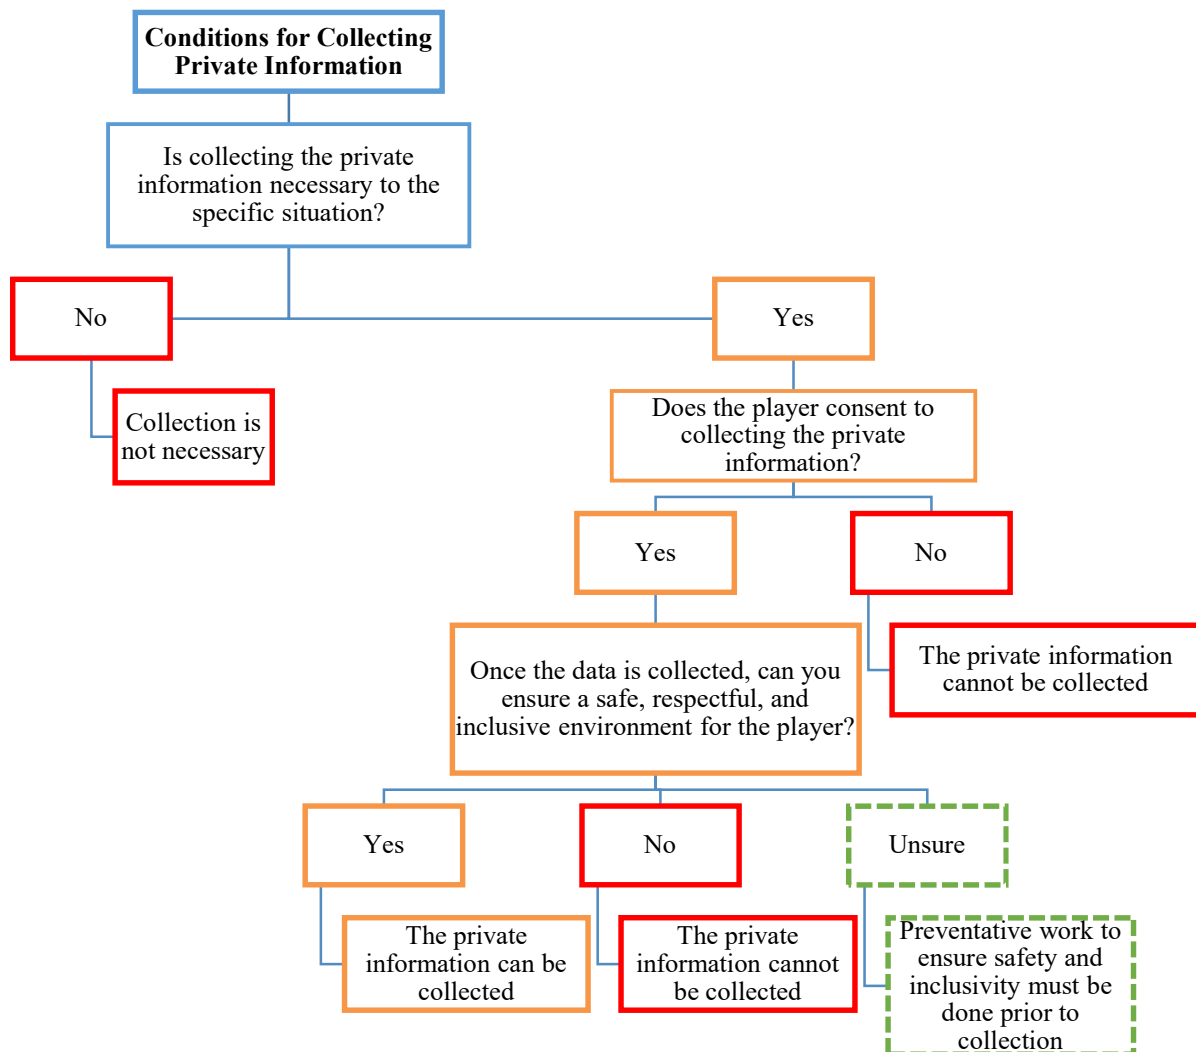 Conditions for Collecting
Private Information
Is collecting the private
information necessary to the
specific situation?
No
Yes
Collection is
not necessary
Does the player consent to
collecting the private
information?
Yes
No
Once the data is collected, can you
ensure a safe, respectful, and
inclusive environment for the player?
The private information
cannot be collected
Yes
No
Unsure
The private
information can be
collected
The private
information cannot
be collected
Preventative work to
ensure safety and
inclusivity must be
done prior to
collection